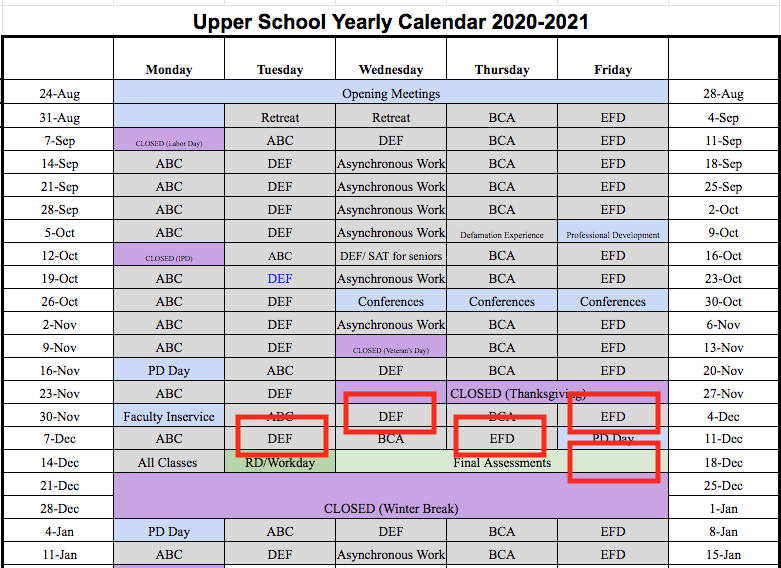 Upper School Yearly Calendar 2020-2021
Monday Tuesday Wednesday Thursday Friday
24-Aug Opening Meetings 28-Aug
31-Aug Retreat Retreat BCA EFD 4-Sep
7-Sep CLOSED (Labor Day) ABC DEF BCA EFD 11-Sep
14-Sep ABC DEF Asynchronous Work BCA EFD 18-Sep
21-Sep ABC DEF Asynchronous Work BCA EFD 25-Sep
28-Sep ABC DEF Asynchronous Work BCA EFD 2-Oct
5-Oct ABC DEF Asynchronous Work Defamation Experience Professional Development 9-Oct
12-Oct CLOSED (IPD) ABC DEF/ SAT for seniors BCA EFD 16-Oct
19-Oct ABC DEF Asynchronous Work BCA EFD 23-Oct
26-Oct ABC DEF Conferences Conferences Conferences 30-Oct
2-Nov ABC DEF Asynchronous Work BCA EFD 6-Nov
9-Nov ABC DEF CLOSED (Veteran's Day) BCA EFD 13-Nov
16-Nov PD Day ABC DEF BCA EFD 20-Nov
23-Nov ABC DEF CLOSED (Thanksgiving) 27-Nov
30-Nov Faculty Inservice ABC DEF BCA EFD 4-Dec
7-Dec ABC DEF BCA EFD PD Day 11-Dec
14-Dec All Classes RD/Workday Final Assessments 18-Dec
21-Dec 25-Dec
28-Dec CLOSED (Winter Break) 1-Jan
4-Jan PD Day ABC DEF BCA EFD 8-Jan
11-Jan ABC DEF Asynchronous Work BCA EFD 15-Jan